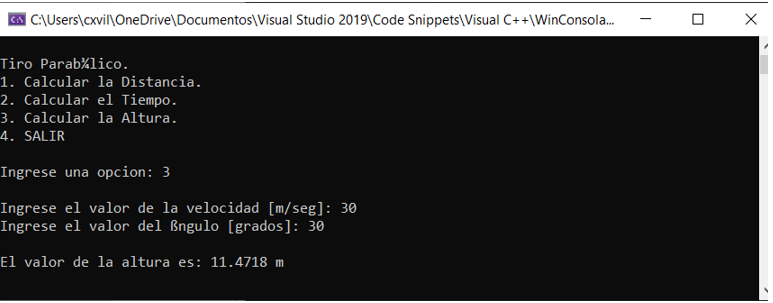 C:\Users\cxvil\OneDrive\Documentos\Visual Studio 2019\Code Snippets\Visual C++\WinConsola...
Tiro Parab¾lico.
1. Calcular la Distancia.
2. Calcular el Tiempo.
3. Calcular la Altura.
4. SALIR
Ingrese una opcion: 3
Ingrese el valor de la velocidad [m/seg]: 30
Ingrese el valor del ßngulo [grados]: 30
El valor de la altura es: 11.4718 m